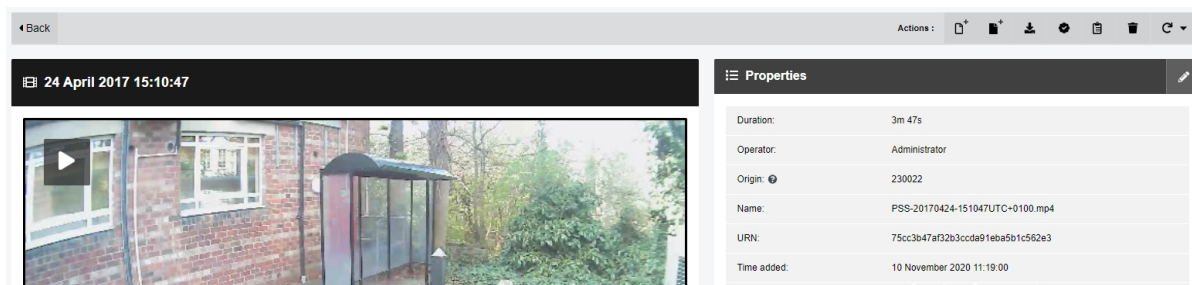 Back
Actions :
24 April 2017 15:10:47
Properties
Duration: 3m 47s
Operator: Administrator
Origin: 230022
Name: PSS-20170424-151047UTC+0100.mp4
URN: 75cc3b47af32b3ccda91eba5b1c562e3
Time added: 10 November 2020 11:19:00